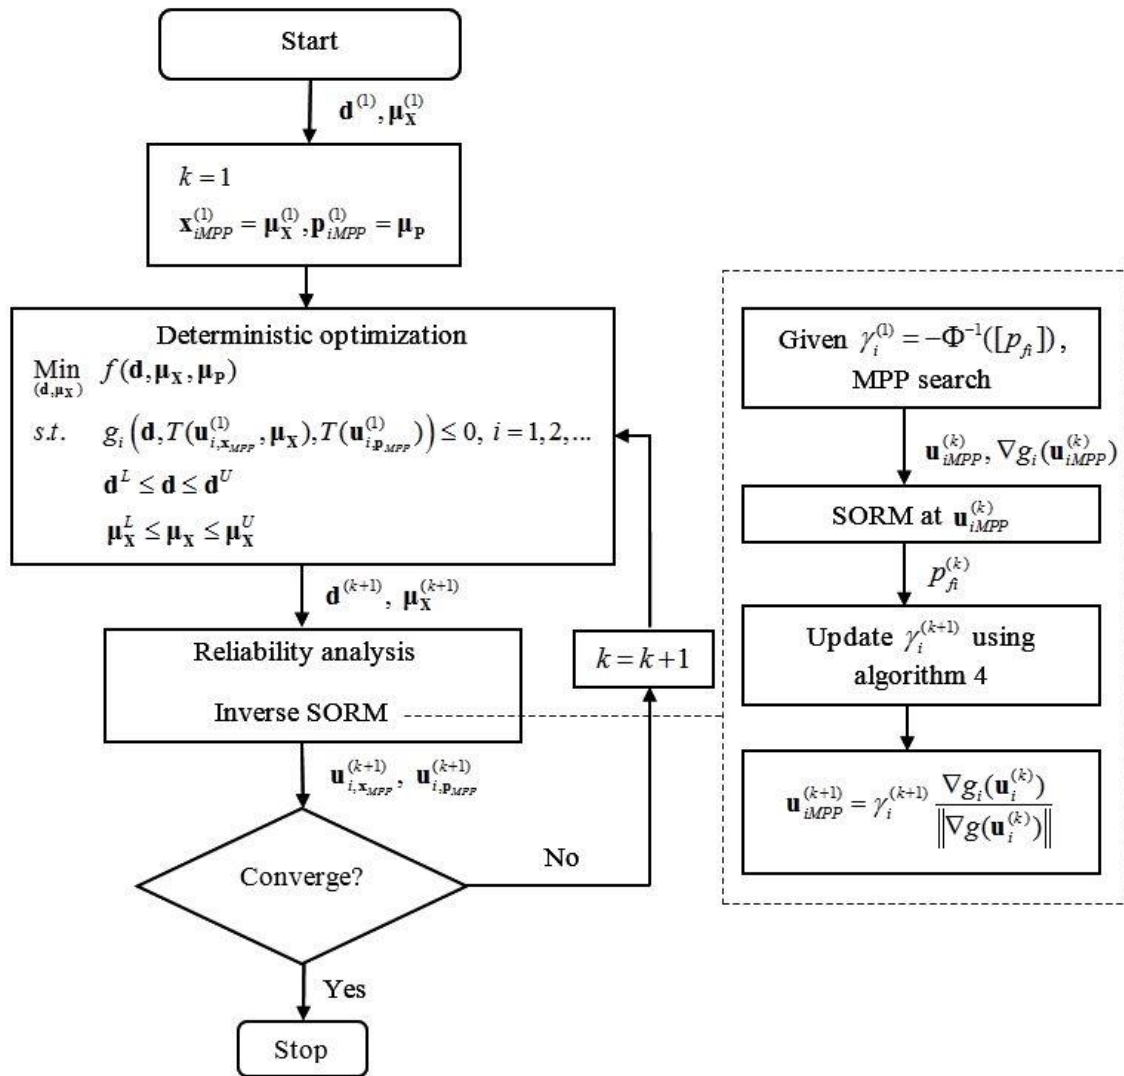 Start
𝐝^(1), 𝛍_𝐗^(1)
k = 1
𝐱_iMPP^(1) = 𝛍_𝐗^(1), 𝐩_iMPP^(1) = 𝛍_𝐏
Deterministic optimization
Min_(𝐝,𝛍_𝐗) f(𝐝, 𝛍_𝐗, 𝛍_𝐏)
s.t. g_i(𝐝, T(𝐮_i,𝐱_MPP^(1), 𝛍_𝐗), T(𝐮_i,𝐩_MPP^(1))) ≤ 0, i = 1, 2, ...
𝐝^L ≤ 𝐝 ≤ 𝐝^U
𝛍_𝐗^L ≤ 𝛍_𝐗 ≤ 𝛍_𝐗^U
𝐝^(k+1), 𝛍_𝐗^(k+1)
Reliability analysis
Inverse SORM
𝐮_i,𝐱_MPP^(k+1), 𝐮_i,𝐩_MPP^(k+1)
Converge?
No
k = k+1
Yes
Stop
Given γ_i^(1) = −Φ^−1([p_fi]),
MPP search
𝐮_iMPP^(k), ∇g_i(𝐮_iMPP^(k))
SORM at 𝐮_iMPP^(k)
p_fi^(k)
Update γ_i^(k+1) using
algorithm 4
𝐮_iMPP^(k+1) = γ_i^(k+1) ∇g_i(𝐮_i^(k)) / ‖∇g(𝐮_i^(k))‖